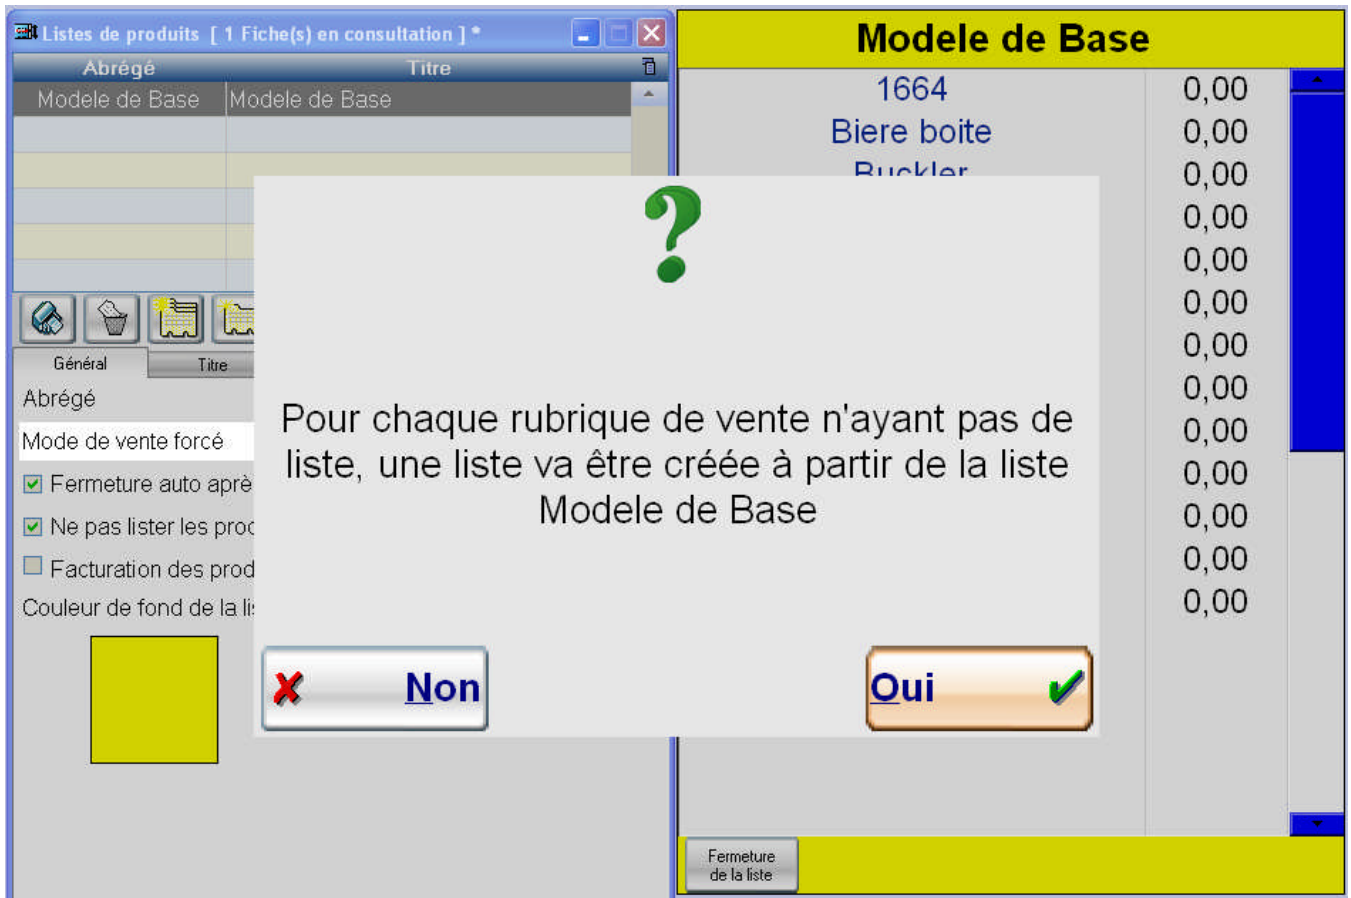 Listes de produits [ 1 Fiche(s) en consultation ] *
Abrégé Titre
Modele de Base Modele de Base
Général Titre
Abrégé
Mode de vente forcé
Fermeture auto aprè
Ne pas lister les
Facturation des
Couleur de fond de la
Modele de Base
1664 0,00
Biere boite 0,00
Buckler 0,00
0,00
0,00
0,00
0,00
0,00
0,00
0,00
0,00
0,00
0,00
Pour chaque rubrique de vente n'ayant pas de
liste, une liste va être créée à partir de la liste
Modele de Base
Non
Oui
Fermeture
de la liste